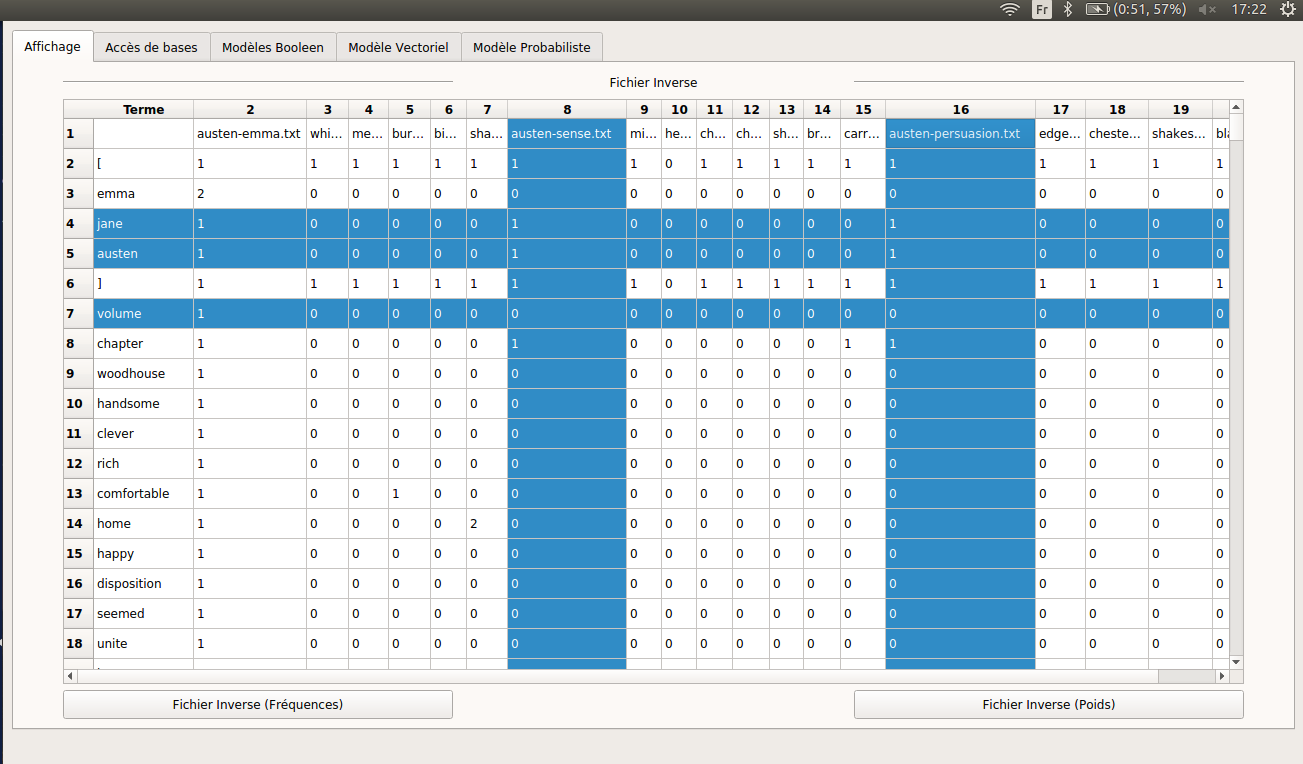 Fr (0:51, 57%) 17:22
Affichage Accès de bases Modèles Booleen Modèle Vectoriel Modèle Probabiliste
Fichier Inverse
Terme 2 3 4 5 6 7 8 9 10 11 12 13 14 15 16 17 18 19
1 austen-emma.txt whi... me... bur... bi... sha... austen-sense.txt mi... he... ch... ch... sh... br... carr... austen-persuasion.txt edge... cheste... shakes... bla
2 [ 1 1 1 1 1 1 1 1 0 1 1 1 1 1 1 1 1 1 1
3 emma 2 0 0 0 0 0 0 0 0 0 0 0 0 0 0 0 0 0 0
4 jane 1 0 0 0 0 0 1 0 0 0 0 0 0 0 1 0 0 0 0
5 austen 1 0 0 0 0 0 1 0 0 0 0 0 0 0 1 0 0 0 0
6 ] 1 1 1 1 1 1 1 1 0 1 1 1 1 1 1 1 1 1 1
7 volume 1 0 0 0 0 0 0 0 0 0 0 0 0 0 0 0 0 0 0
8 chapter 1 0 0 0 0 0 1 0 0 0 0 0 0 1 1 0 0 0 0
9 woodhouse 1 0 0 0 0 0 0 0 0 0 0 0 0 0 0 0 0 0 0
10 handsome 1 0 0 0 0 0 0 0 0 0 0 0 0 0 0 0 0 0 0
11 clever 1 0 0 0 0 0 0 0 0 0 0 0 0 0 0 0 0 0 0
12 rich 1 0 0 0 0 0 0 0 0 0 0 0 0 0 0 0 0 0 0
13 comfortable 1 0 0 1 0 0 0 0 0 0 0 0 0 0 0 0 0 0 0
14 home 1 0 0 0 0 2 0 0 0 0 0 0 0 0 0 0 0 0 0
15 happy 1 0 0 0 0 0 0 0 0 0 0 0 0 0 0 0 0 0 0
16 disposition 1 0 0 0 0 0 0 0 0 0 0 0 0 0 0 0 0 0 0
17 seemed 1 0 0 0 0 0 0 0 0 0 0 0 0 0 0 0 0 0 0
18 unite 1 0 0 0 0 0 0 0 0 0 0 0 0 0 0 0 0 0 0
Fichier Inverse (Fréquences) Fichier Inverse (Poids)